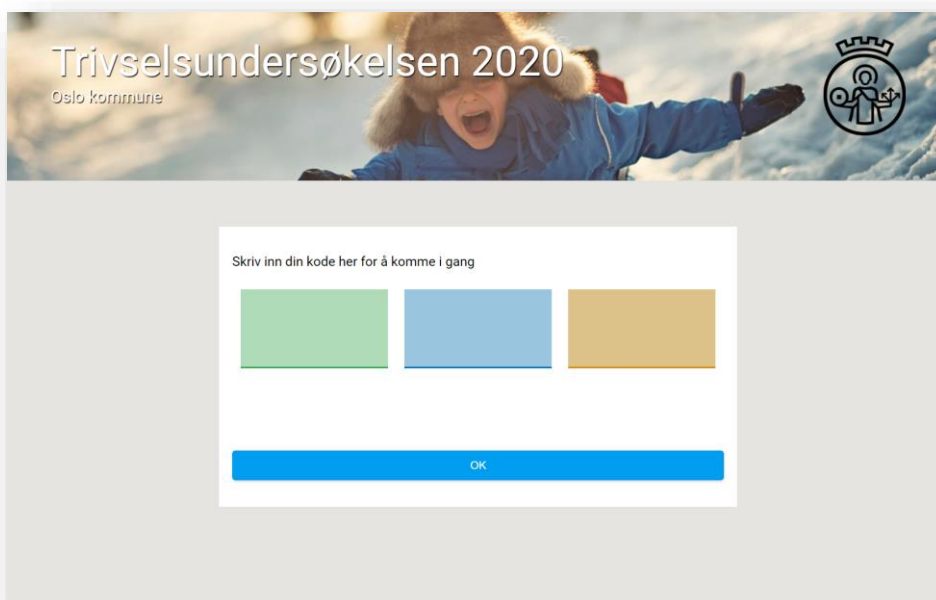 Trivselsundersøkelsen 2020
Oslo kommune
Skriv inn din kode her for å komme i gang
OK